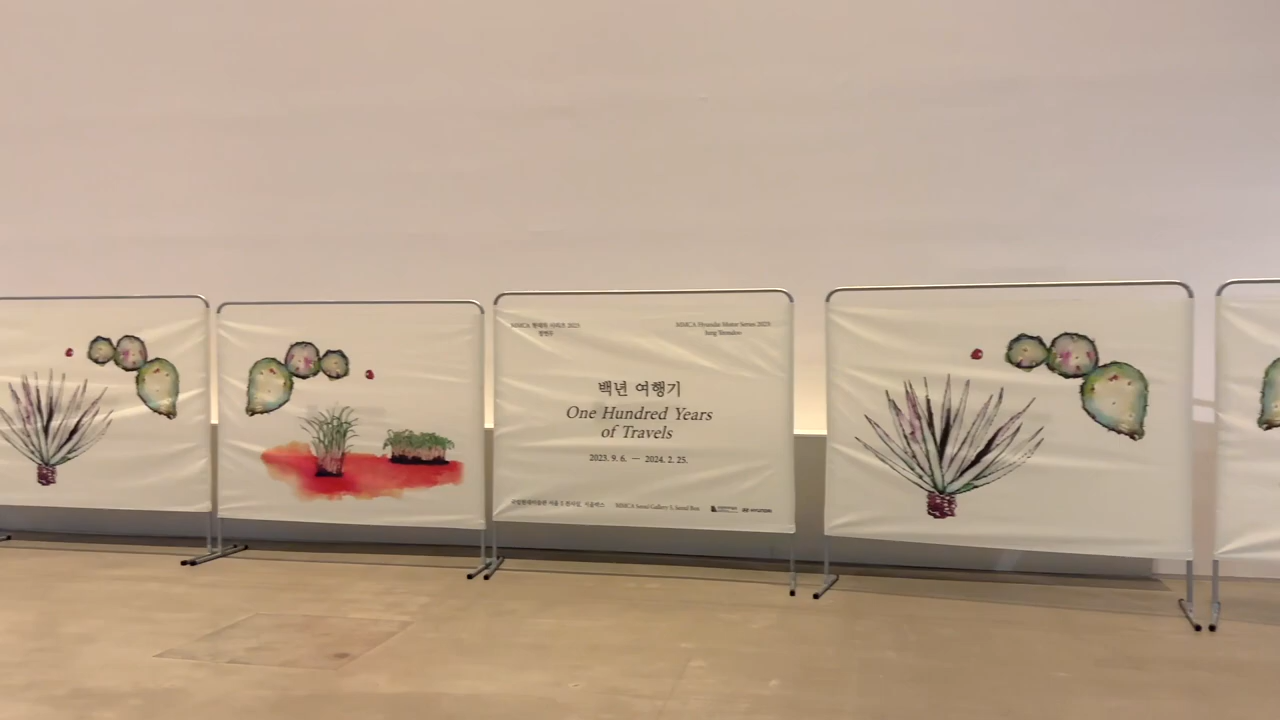 MMCA 현대차 시리즈 2023
정연두
MMCA Hyundai Motor Series 2023
Jung Yeondoo
백년 여행기
One Hundred Years
of Travels
2023. 9. 6. — 2024. 2. 25.
국립현대미술관 서울 5 전시실, 서울박스
MMCA Seoul Gallery 5, Seoul Box
HYUNDAI